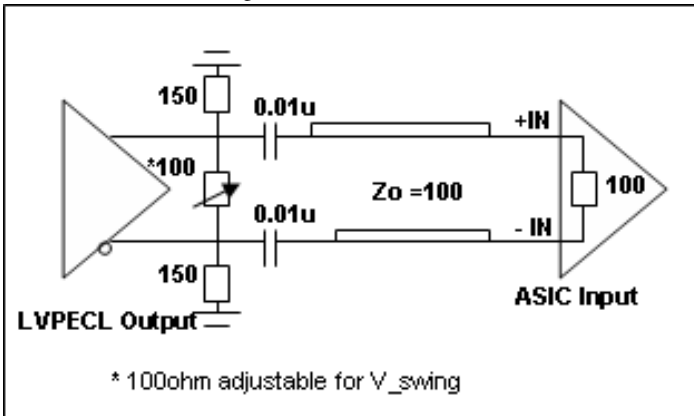 150
0.01u
+IN
*100
Zo =100
100
0.01u
- IN
150
ASIC Input
LVPECL Output
* 100ohm adjustable for V_swing